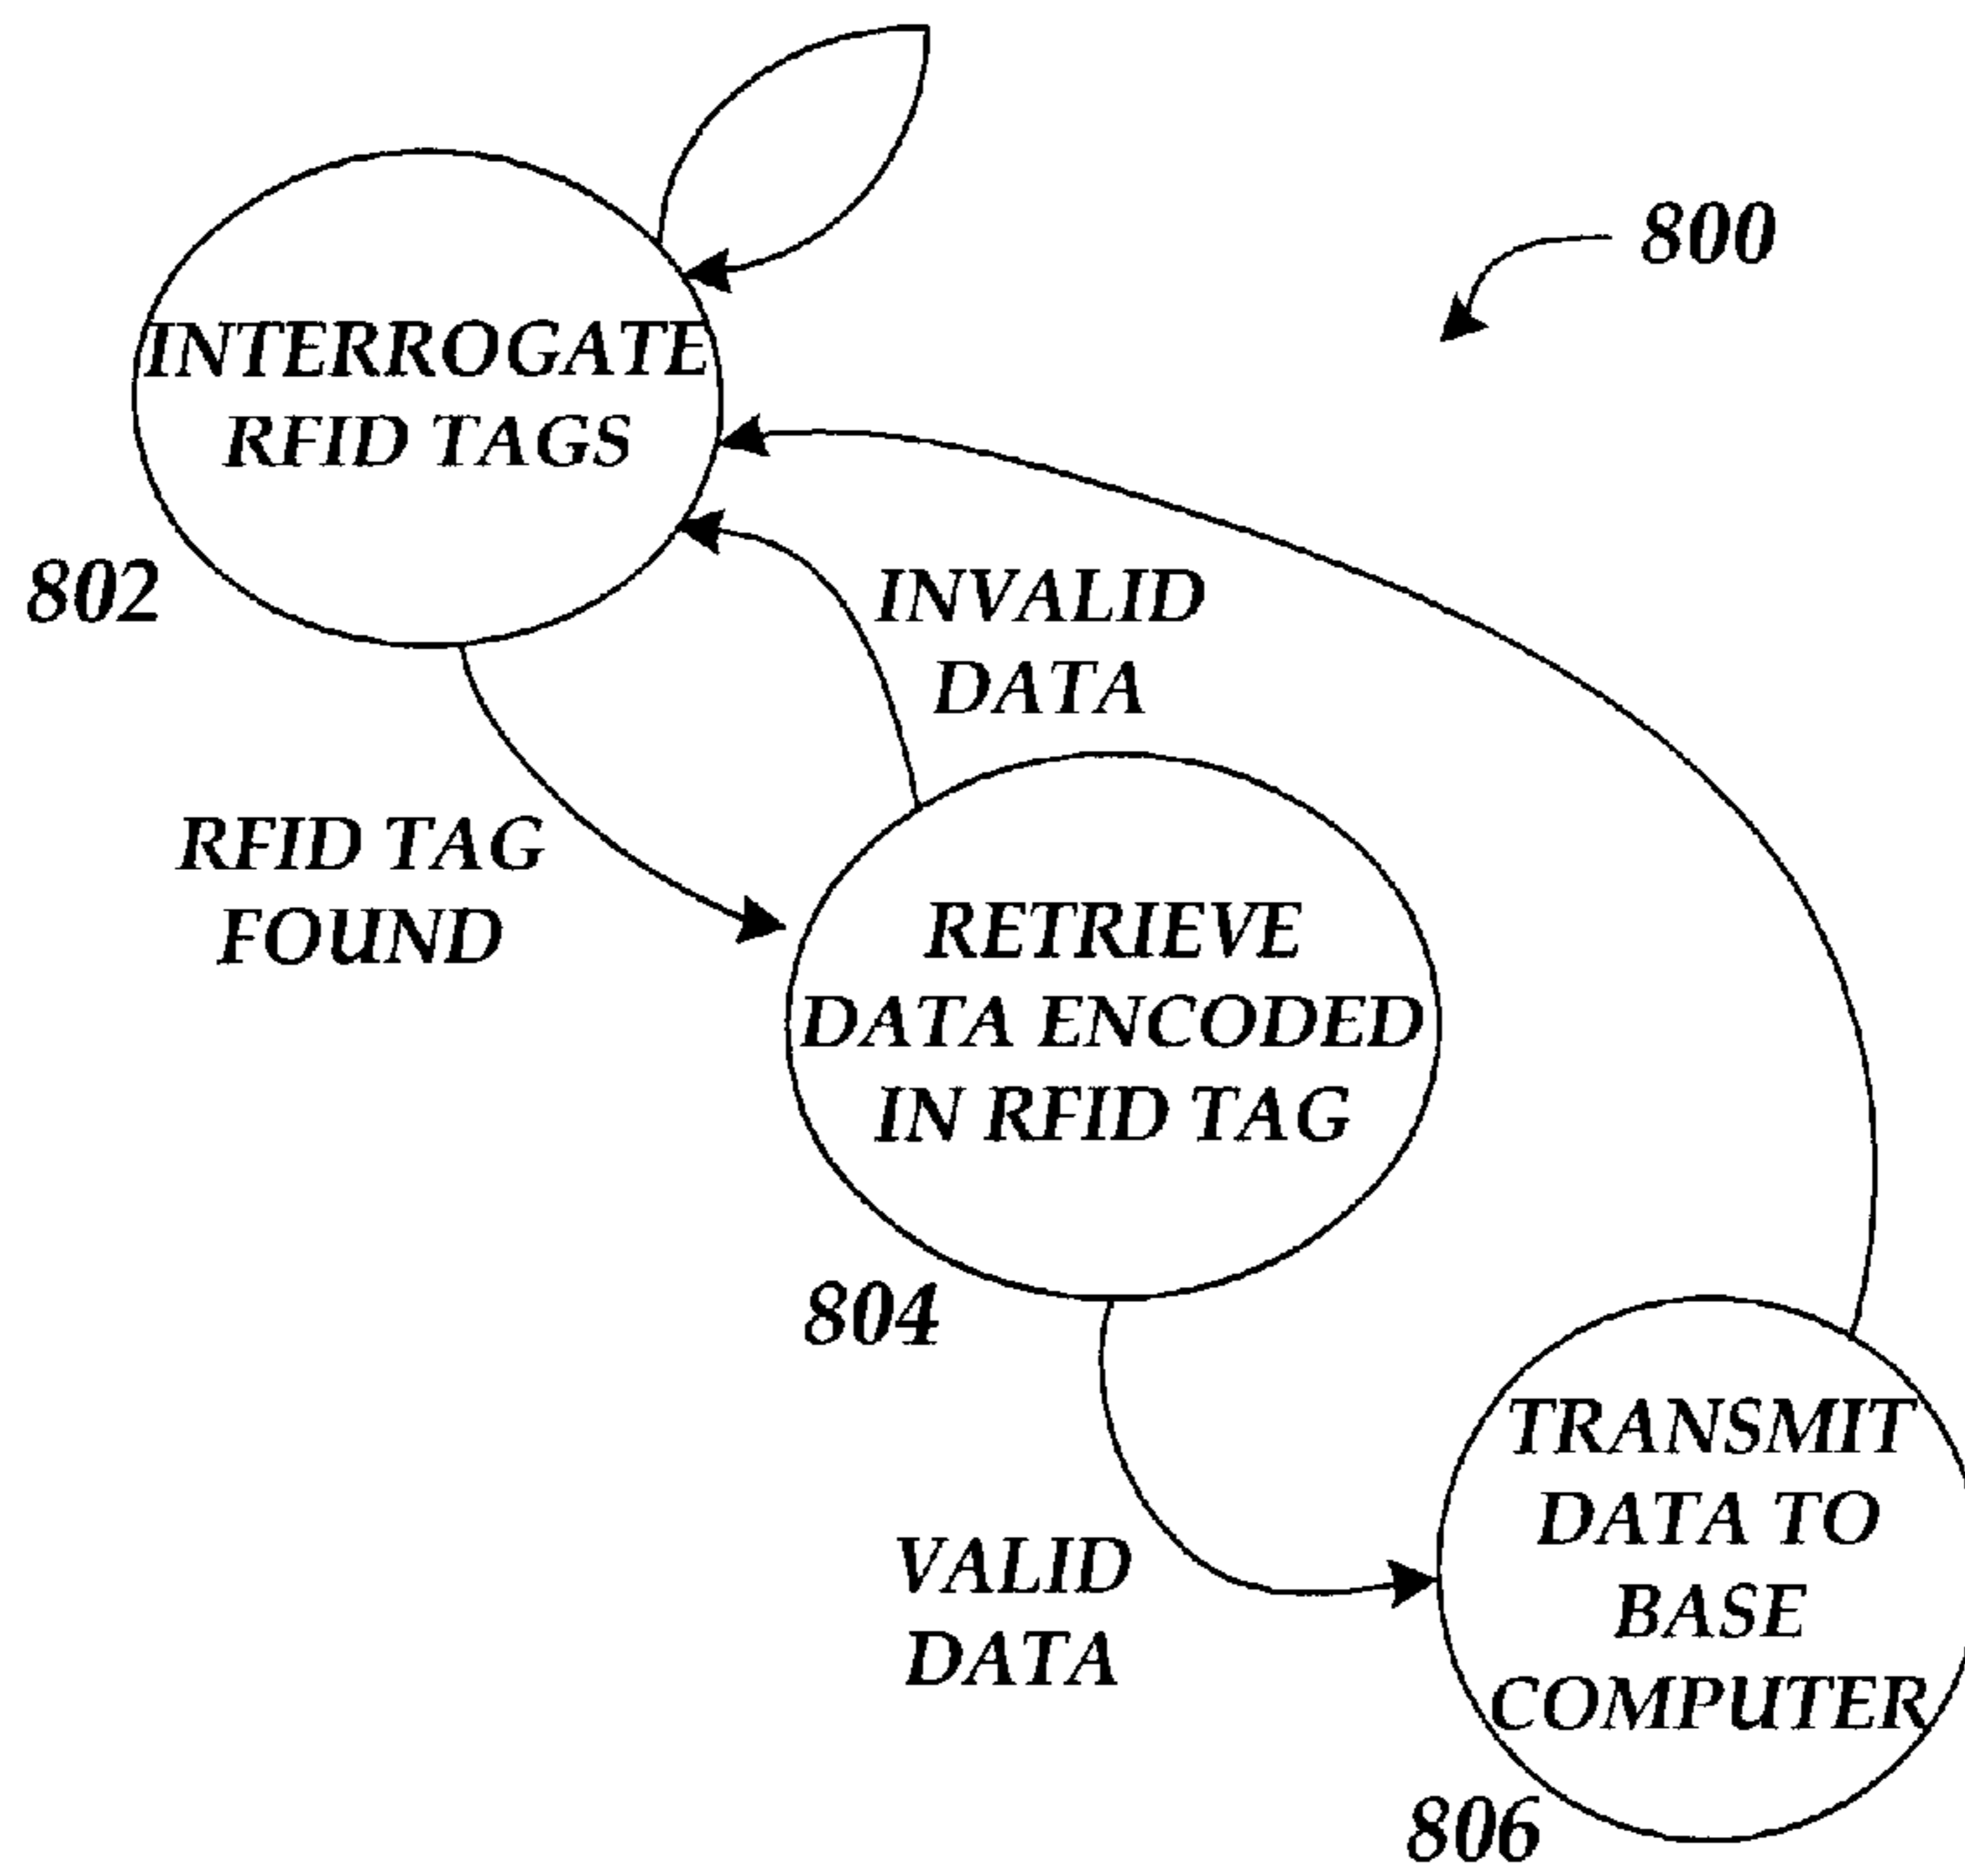 800
INTERROGATE
RFID TAGS
802
INVALID
DATA
RFID TAG
FOUND
RETRIEVE
DATA ENCODED
IN RFID TAG
804
VALID
DATA
TRANSMIT
DATA TO
BASE
COMPUTER
806